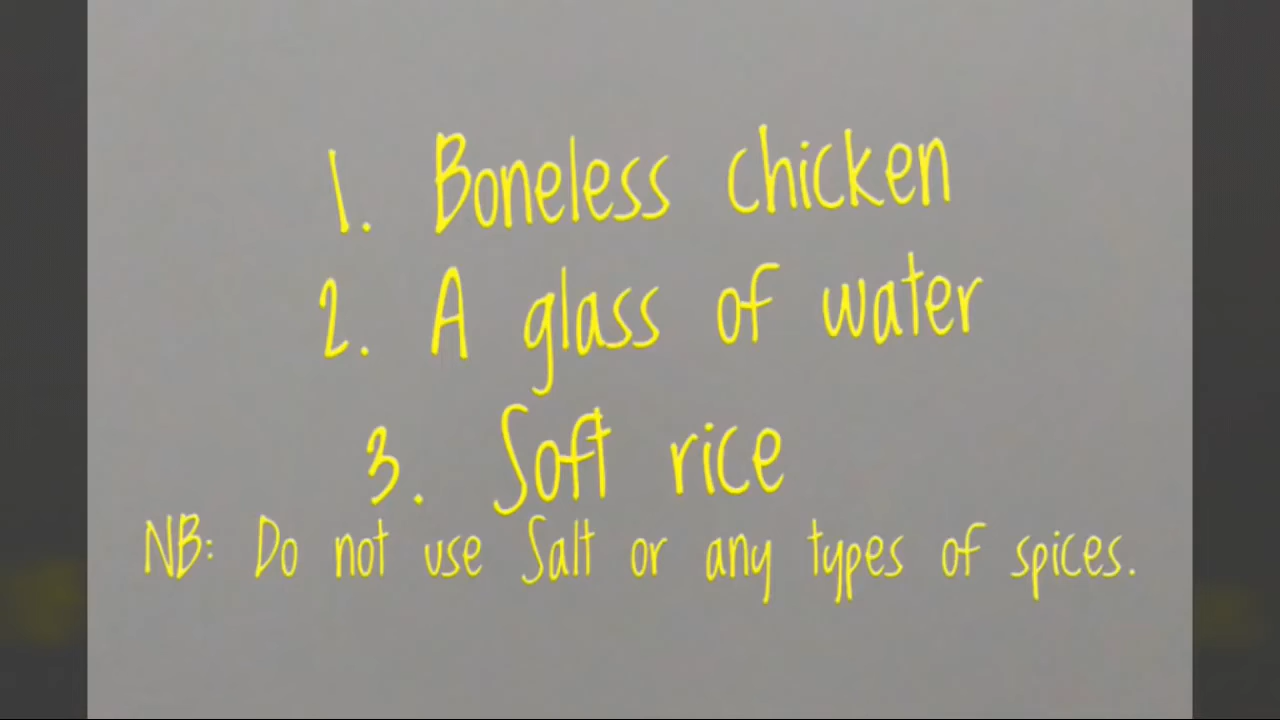 1. Boneless chicken
2. A glass of water
3. Soft rice
NB: Do not use Salt or any types of spices.